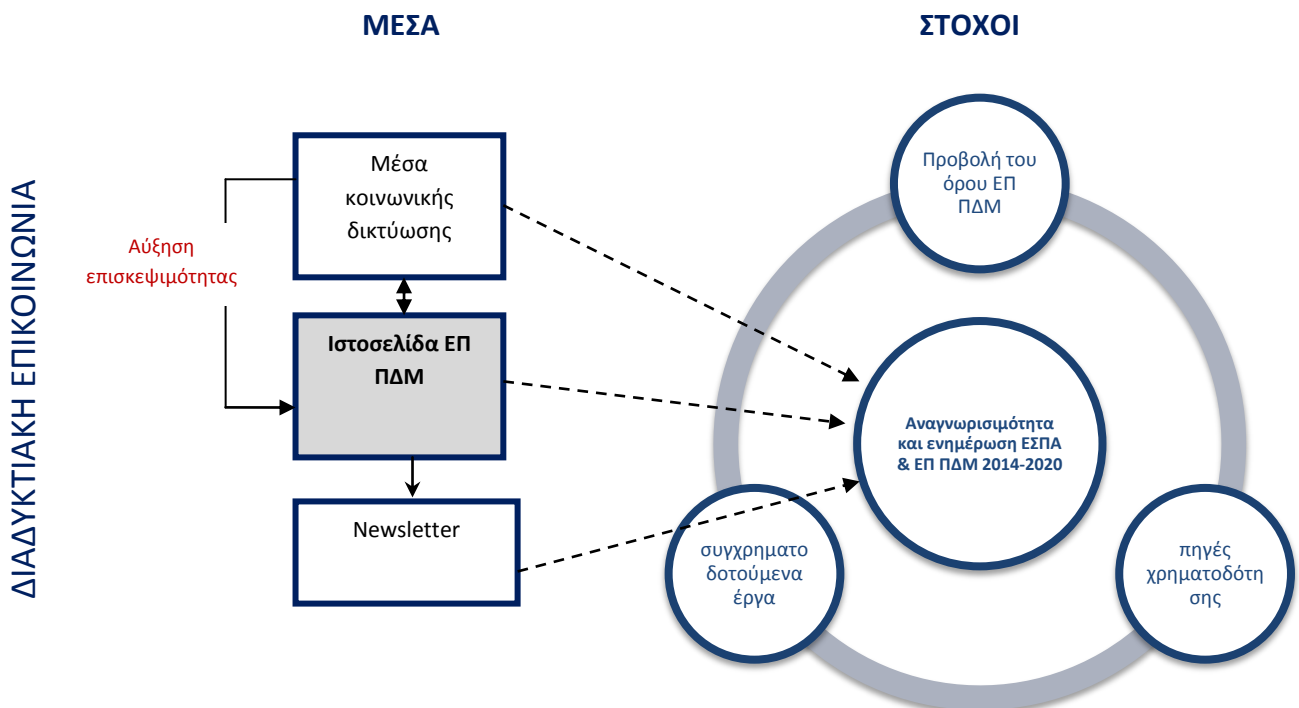 ΜΕΣΑ
ΣΤΟΧΟΙ
ΔΙΑΔΥΚΤΙΑΚΗ ΕΠΙΚΟΙΝΩΝΙΑ
Αύξηση
επισκεψιμότητας
Μέσα
κοινωνικής
δικτύωσης
Ιστοσελίδα ΕΠ
ΠΔΜ
Newsletter
Προβολή του
όρου ΕΠ
ΠΔΜ
Αναγνωρισιμότητα
και ενημέρωση ΕΣΠΑ
& ΕΠ ΠΔΜ 2014-2020
συγχρηματο
δοτούμενα
έργα
πηγές
χρηματοδότη
σης